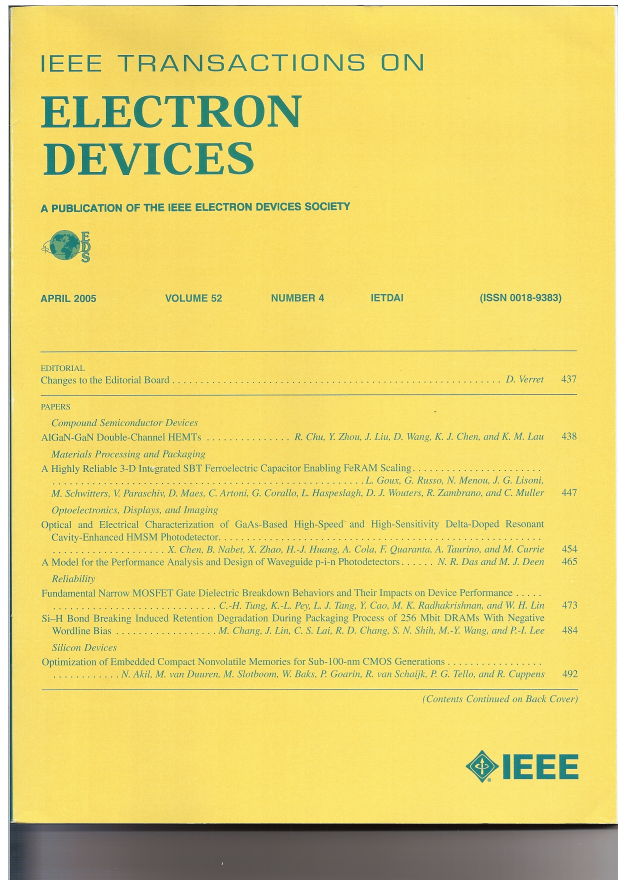 IEEE TRANSACTIONS ON
ELECTRON
DEVICES
A PUBLICATION OF THE IEEE ELECTRON DEVICES SOCIETY
EDS
APRIL 2005 VOLUME 52 NUMBER 4 IETDAI (ISSN 0018-9383)
EDITORIAL
Changes to the Editorial Board . . . . . . . . . . . . . . . . . . . . . . . . . . . . . . . . . . . . . . . . . . . . . . . . . . . . . . . . . . D. Verret 437
PAPERS
Compound Semiconductor Devices
AlGaN-GaN Double-Channel HEMTs . . . . . . . . . . . . . . . R. Chu, Y. Zhou, J. Liu, D. Wang, K. J. Chen, and K. M. Lau 438
Materials Processing and Packaging
A Highly Reliable 3-D Integrated SBT Ferroelectric Capacitor Enabling FeRAM Scaling. . . . . . . . . . . . . . . . . . . . . . .
. . . . . . . . . . . . . . . . . . . . . . . . . . . . . . . . . . . . . . . . . . . . . . . . . . . . . . . . L. Goux, G. Russo, N. Menou, J. G. Lisoni,
M. Schwitters, V. Paraschiv, D. Maes, C. Artoni, G. Corallo, L. Haspeslagh, D. J. Wouters, R. Zambrano, and C. Muller 447
Optoelectronics, Displays, and Imaging
Optical and Electrical Characterization of GaAs-Based High-Speed and High-Sensitivity Delta-Doped Resonant
Cavity-Enhanced HMSM Photodetector. . . . . . . . . . . . . . . . . . . . . . . . . . . . . . . . . . . . . . . . . . . . . . . . . . . . . . . . . .
. . . . . . . . . . . . . . . . . . . . X. Chen, B. Nabet, X. Zhao, H.-J. Huang, A. Cola, F. Quaranta, A. Taurino, and M. Currie 454
A Model for the Performance Analysis and Design of Waveguide p-i-n Photodetectors . . . . . . N. R. Das and M. J. Deen 465
Reliability
Fundamental Narrow MOSFET Gate Dielectric Breakdown Behaviors and Their Impacts on Device Performance . . . . .
. . . . . . . . . . . . . . . . . . . . . . . . . . . . . . C.-H. Tung, K.-L. Pey, L. J. Tang, Y. Cao, M. K. Radhakrishnan, and W. H. Lin 473
Si–H Bond Breaking Induced Retention Degradation During Packaging Process of 256 Mbit DRAMs With Negative
Wordline Bias . . . . . . . . . . . . . . . . . . M. Chang, J. Lin, C. S. Lai, R. D. Chang, S. N. Shih, M.-Y. Wang, and P.-I. Lee 484
Silicon Devices
Optimization of Embedded Compact Nonvolatile Memories for Sub-100-nm CMOS Generations . . . . . . . . . . . . . . . . .
. . . . . . . . . . . . N. Akil, M. van Duuren, M. Slotboom, W. Baks, P. Goarin, R. van Schaijk, P. G. Tello, and R. Cuppens 492
(Contents Continued on Back Cover)
IEEE